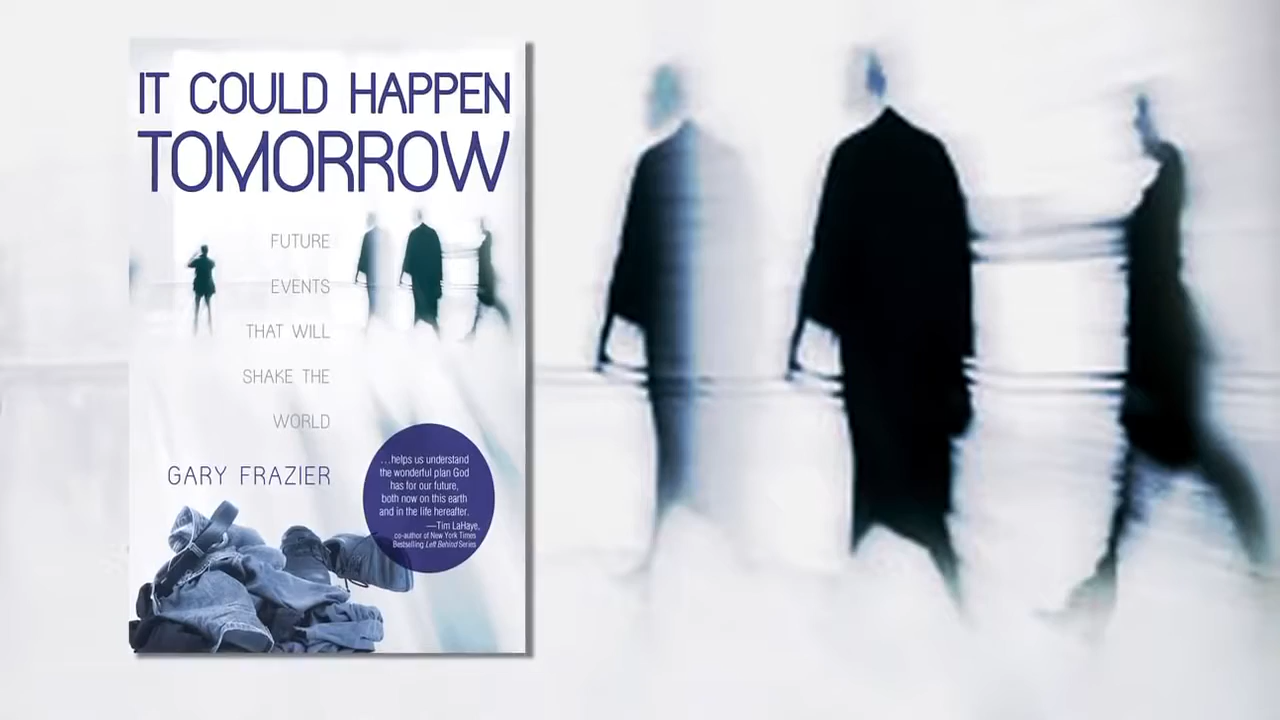 IT COULD HAPPEN
TOMORROW
FUTURE
EVENTS
THAT WILL
SHAKE THE
WORLD
GARY FRAZIER
...helps us understand
the wonderful plan God
has for our future,
both now on this earth
and in the life hereafter.
—Tim LaHaye,
co-author of New York Times
Bestselling Left Behind Series